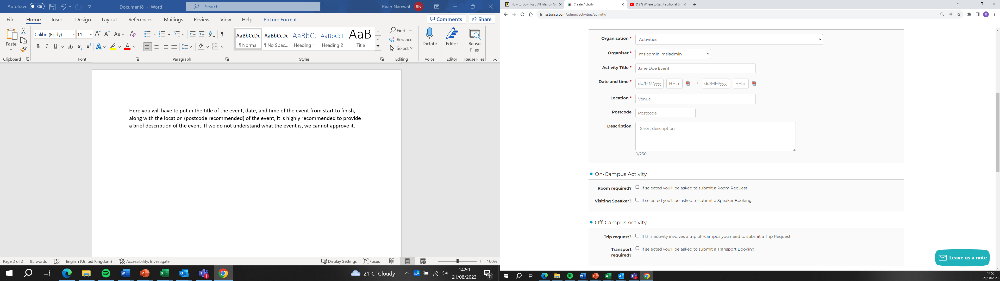 AutoSave Off
Document8 - Word
Search
Ryan Narewal RN
File Home Insert Design Layout References Mailings Review View Help Picture Format
Comments Share
Paste
Calibri (Body) 11
AaBbCcDc AaBbCcDc AaBbCc AaBbCcD AaB
¶ Normal ¶ No Spac... Heading 1 Heading 2 Title
Find
Replace
Select
Dictate
Editor
Reuse
Files
Clipboard Font Paragraph Styles Editing Voice Editor Reuse Files
Here you will have to put in the title of the event, date, and time of the event from start to finish,
along with the location (postcode recommended) of the event, it is highly recommended to provide
a brief description of the event. If we do not understand what the event is, we cannot approve it.
Page 2 of 2 85 words English (United Kingdom) Accessibility: Investigate
Display Settings Focus 100%
21°C Cloudy
14:50
21/08/2023
11
How to Download All Files on Go
Create Activity
(127) Where to Eat Traditional &
astonsu.com/admin/activities/activity/
Organisation * Activities
Organiser * msladmin, msladmin
Activity Title * Jane Doe Event
Date and time * dd/MM/yyyy HH:m → dd/MM/yyyy HH:m
Location * Venue
Postcode Postcode
Description Short description
0/250
On-Campus Activity
Room required? If selected you'll be asked to submit a Room Request
Visiting Speaker? If selected you'll be asked to submit a Speaker Booking
Off-Campus Activity
Trip request? If this activity involves a trip off-campus you need to submit a Trip Request
Transport required? If selected you'll be asked to submit a Transport Booking
Leave us a note
14:50
21/08/2023